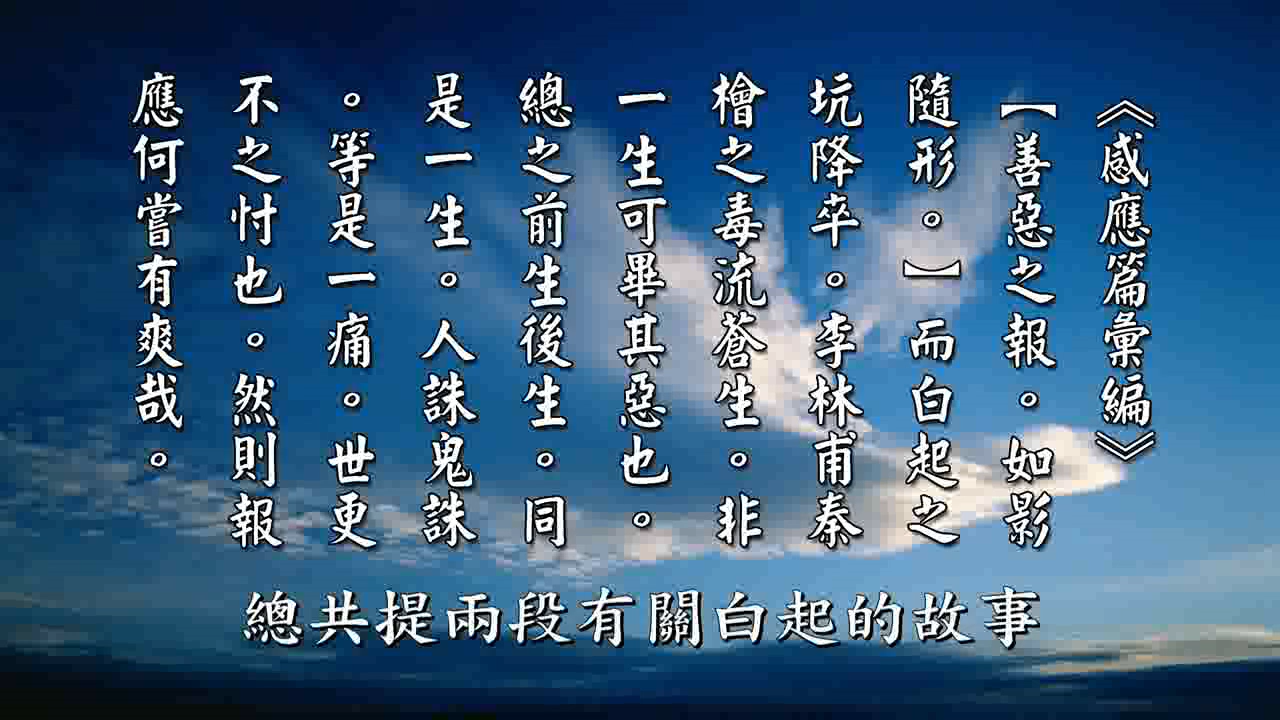 《感應篇彙編》
【善惡之報。如影
隨形。】而白起之
坑降卒。李林甫秦
檜之毒流蒼生。非
一生可畢其惡也。
總之前生後生。同
是一生。人誅鬼誅
。等是一痛。世更
不之忖也。然則報
應何嘗有爽哉。
總共提兩段有關白起的故事